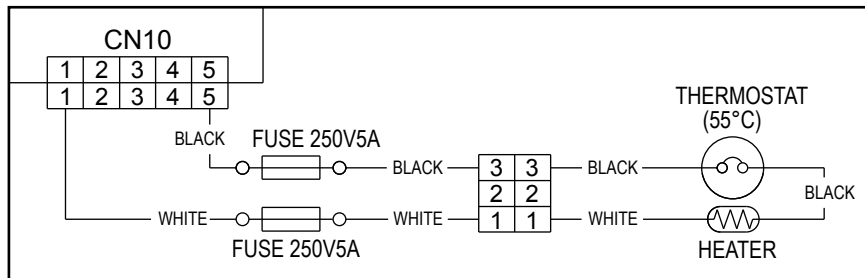 CN10
1 2 3 4 5
1 2 3 4 5
THERMOSTAT
(55°C)
BLACK
FUSE 250V5A
BLACK
3 3
BLACK
2 2
BLACK
WHITE
WHITE
1 1
WHITE
FUSE 250V5A
HEATER